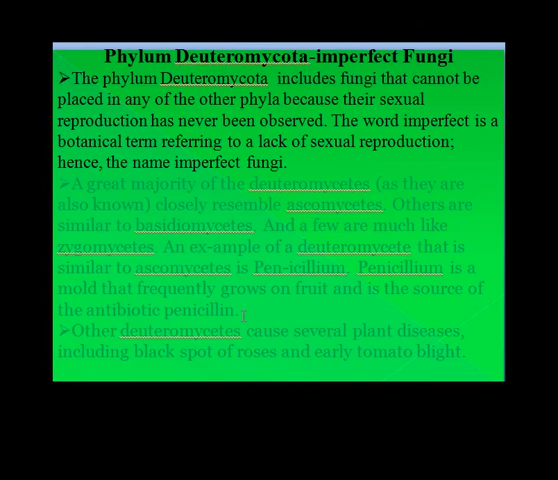 Phylum Deuteromycota-imperfect Fungi
➢The phylum Deuteromycota includes fungi that cannot be
placed in any of the other phyla because their sexual
reproduction has never been observed. The word imperfect is a
botanical term referring to a lack of sexual reproduction;
hence, the name imperfect fungi.
➢A great majority of the deuteromycetes (as they are
also known) closely resemble ascomycetes. Others are
similar to basidiomycetes. And a few are much like
zygomycetes. An ex-ample of a deuteromycete that is
similar to ascomycetes is Pen-icillium. Penicillium is a
mold that frequently grows on fruit and is the source of
the antibiotic penicillin.
➢Other deuteromycetes cause several plant diseases,
including black spot of roses and early tomato blight.